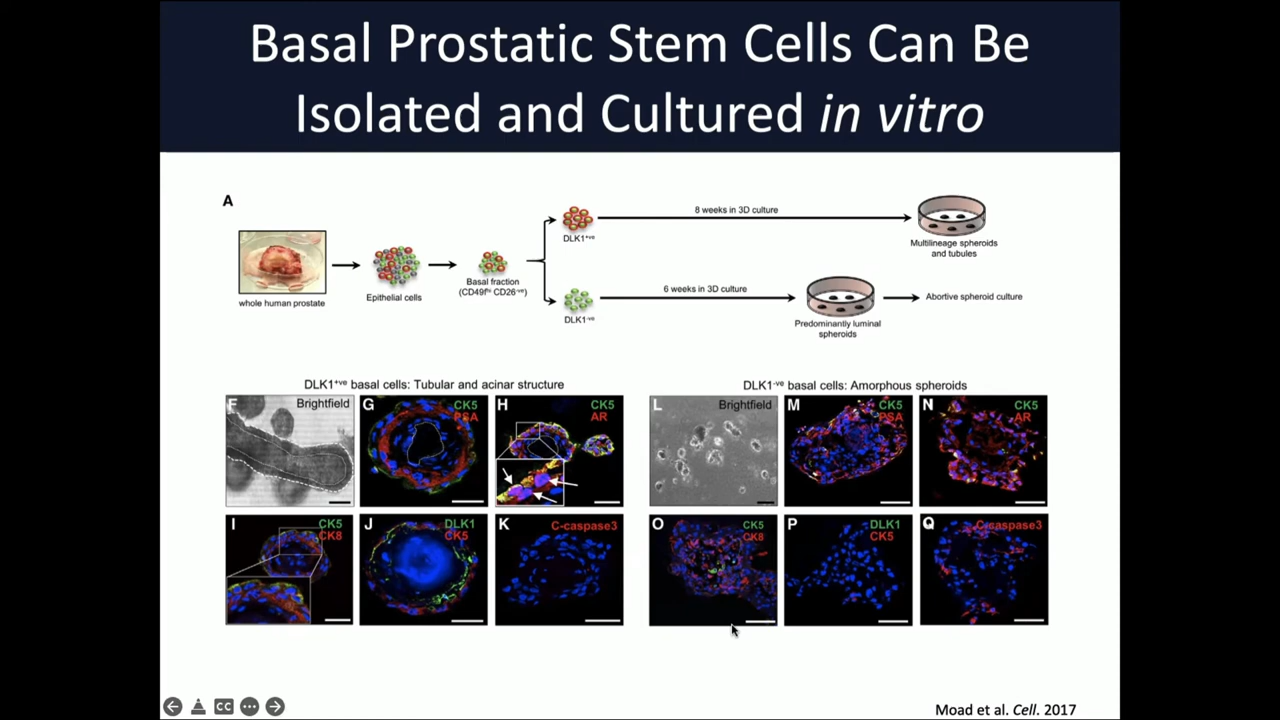 Basal Prostatic Stem Cells Can Be
Isolated and Cultured in vitro
A
whole human prostate
Epithelial cells
Basal fraction
(CD49fʰⁱ CD26⁻ᵛᵉ)
DLK1⁺ᵛᵉ
8 weeks in 3D culture
Multilineage spheroids
and tubules
DLK1⁻ᵛᵉ
6 weeks in 3D culture
Predominantly luminal
spheroids
Abortive spheroid culture
DLK1⁺ᵛᵉ basal cells: Tubular and acinar structure
F
Brightfield
G
CK5
PSA
H
CK5
AR
I
CK5
CK8
J
DLK1
CK5
K
C-caspase3
DLK1⁻ᵛᵉ basal cells: Amorphous spheroids
L
Brightfield
M
CK5
PSA
N
CK5
AR
O
CK5
CK8
P
DLK1
CK5
Q
C-caspase3
CC
Moad et al. Cell. 2017